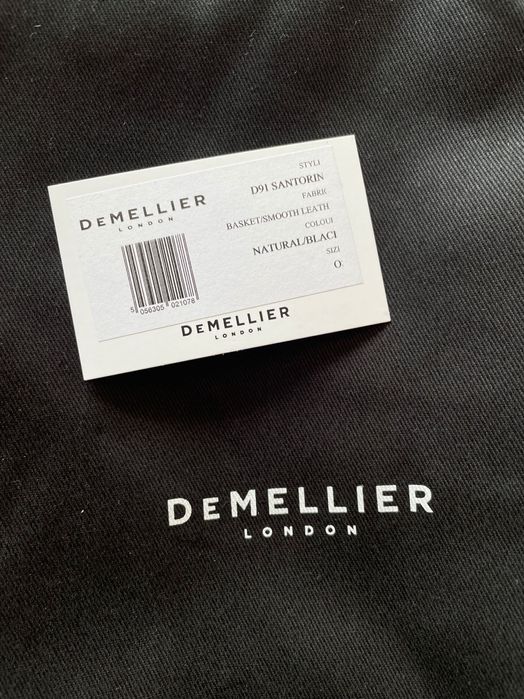 DEMELLIER
LONDON
5 056305 021078
STYLI
D91 SANTORIN
FABRIC
BASKET/SMOOTH LEATH
COLOUI
NATURAL/BLACI
SIZI
O
DEMELLIER
LONDON
DEMELLIER
LONDON